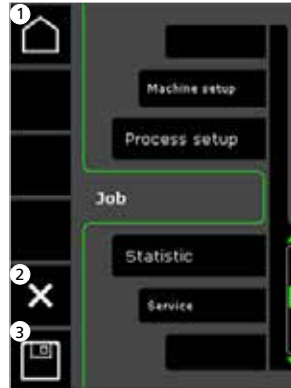 1
Machine setup
Process setup
Job
Statistic
2
Service
3